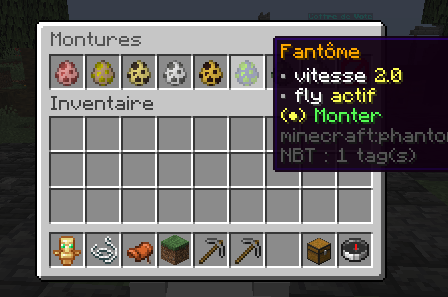 Montures
Fantôme
• vitesse 2.0
• fly actif
(•) Monter
minecraft:phanto
NBT : 1 tag(s)
Inventaire